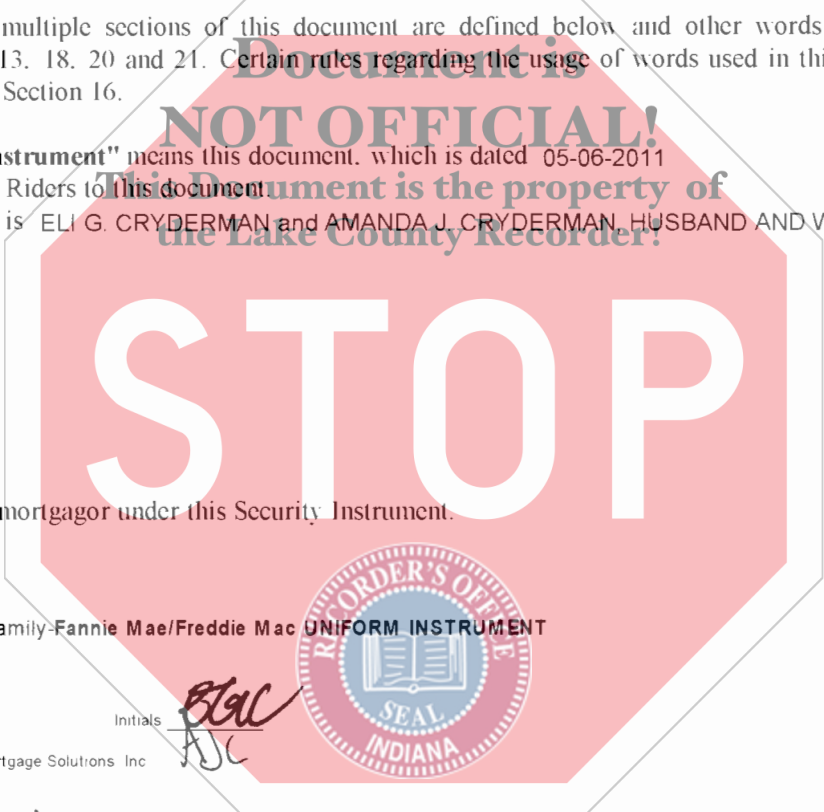 multiple sections of this document are defined below and other words
13. 18. 20 and 21. Certain rules regarding the usage of words used in thi
Section 16.
Document is
NOT OFFICIAL!
This Document is the property of
the Lake County Recorder!
nstrument" means this document. which is dated 05-06-2011
Riders to this document.
is ELI G. CRYDERMAN and AMANDA J. CRYDERMAN, HUSBAND AND W
STOP
mortgagor under this Security Instrument.
amily-Fannie Mae/Freddie Mac UNIFORM INSTRUMENT
RECORDER'S OFFICE
SEAL
INDIANA
Initials
AJC
rtgage Solutions Inc